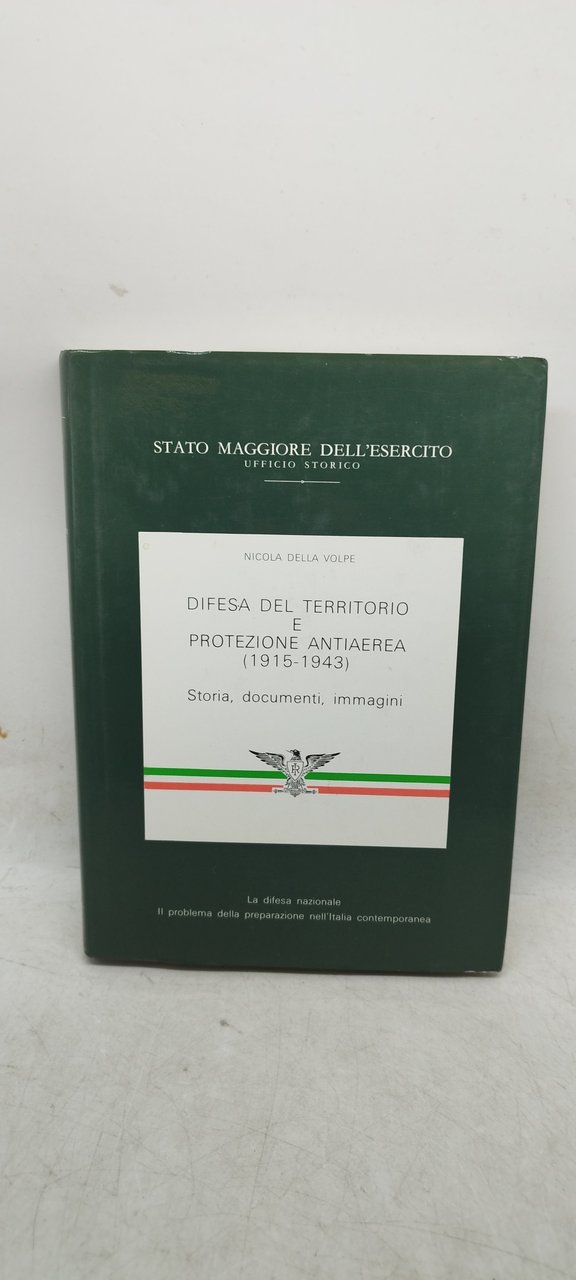 STATO MAGGIORE DELL'ESERCITO
UFFICIO STORICO
NICOLA DELLA VOLPE
DIFESA DEL TERRITORIO
E
PROTEZIONE ANTIAEREA
(1915-1943)
Storia, documenti, immagini
La difesa nazionale
Il problema della preparazione nell'Italia contemporanea